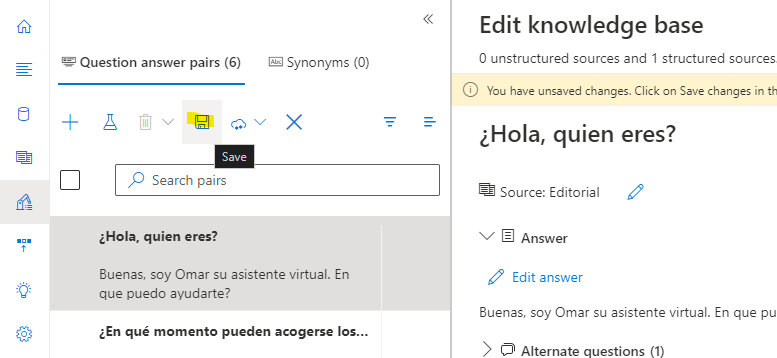 Question answer pairs (6)
Abc Synonyms (0)
Save
Search pairs
¿Hola, quien eres?
Buenas, soy Omar su asistente virtual. En
que puedo ayudarte?
¿En qué momento pueden acogerse los...
Edit knowledge base
0 unstructured sources and 1 structured sources.
You have unsaved changes. Click on Save changes in th
¿Hola, quien eres?
Source: Editorial
Answer
Edit answer
Buenas, soy Omar su asistente virtual. En que pu
Alternate questions (1)